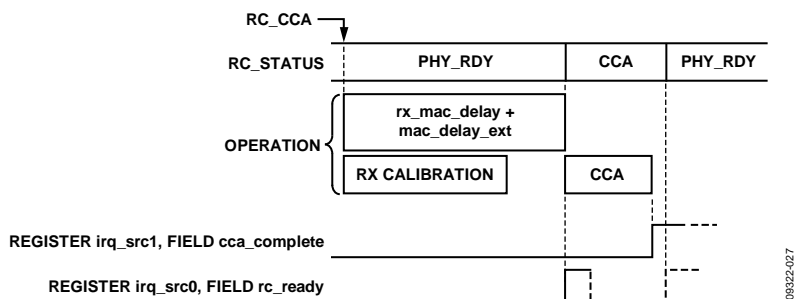 RC_CCA
RC_STATUS
PHY_RDY
CCA
PHY_RDY
OPERATION
rx_mac_delay +
mac_delay_ext
RX CALIBRATION
CCA
REGISTER irq_src1, FIELD cca_complete
REGISTER irq_src0, FIELD rc_ready
09322-027